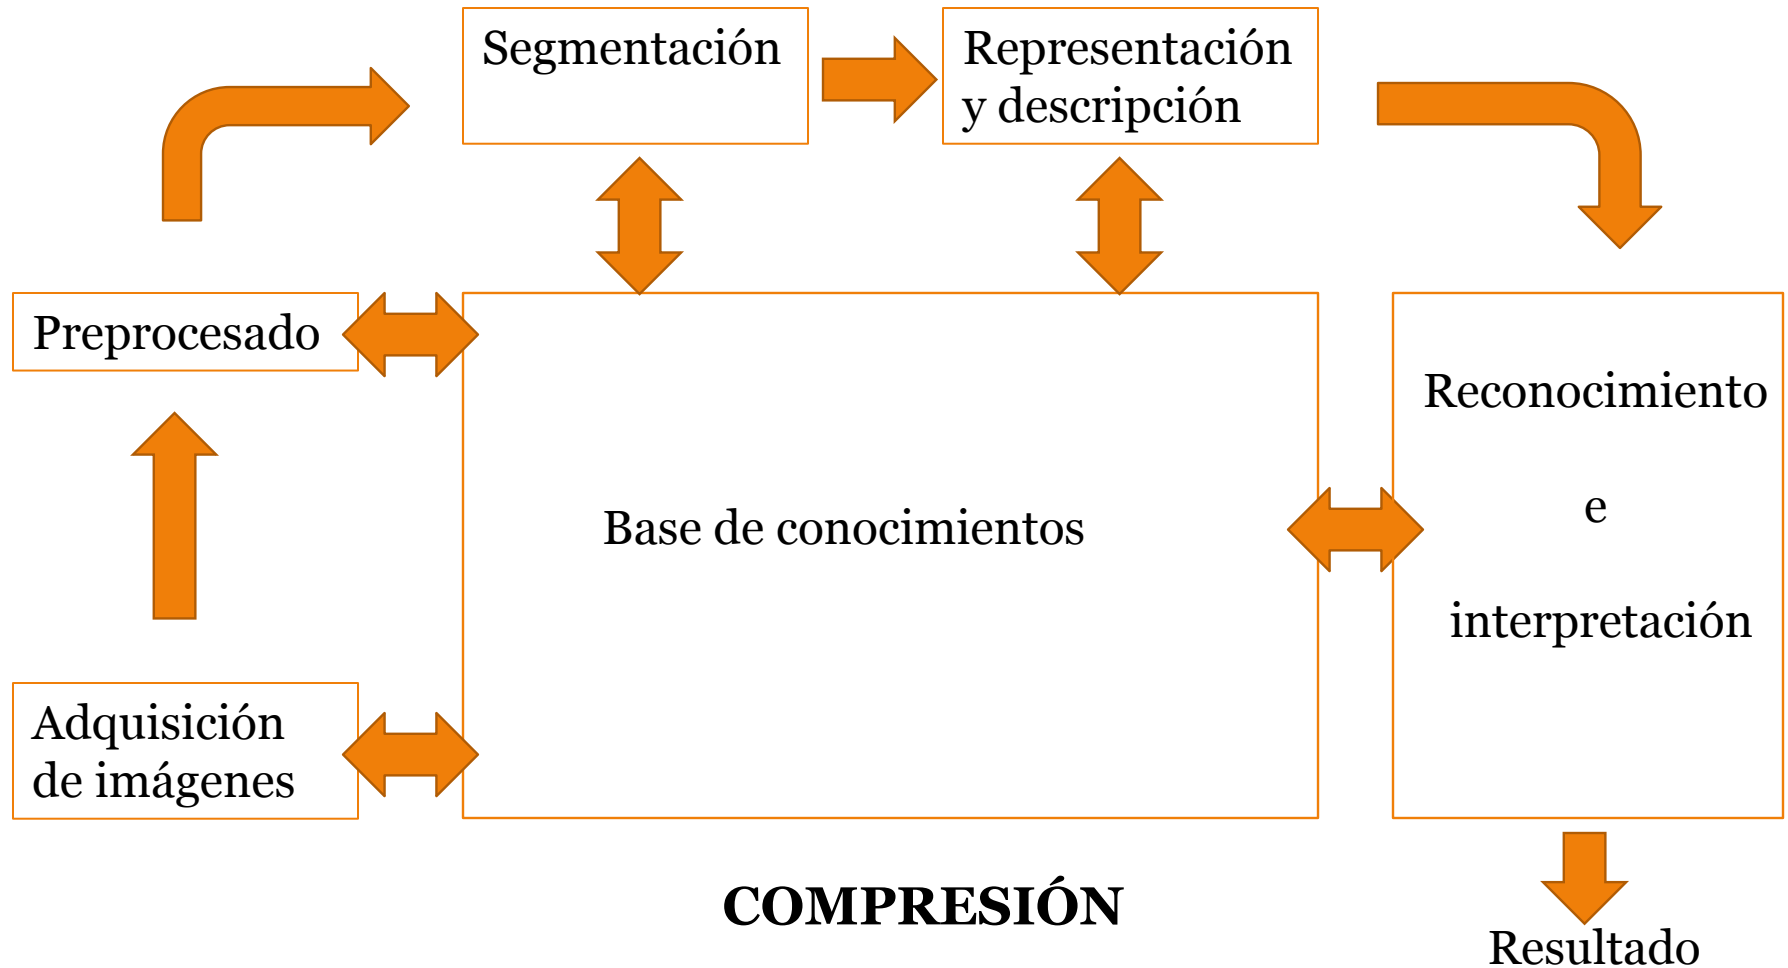 Segmentación
Representación
y descripción
Preprocesado
Reconocimiento
e
interpretación
Base de conocimientos
Adquisición
de imágenes
COMPRESIÓN
Resultado